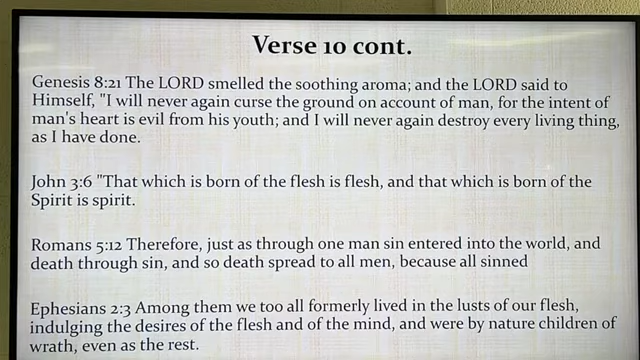 Verse 10 cont.
Genesis 8:21 The LORD smelled the soothing aroma; and the LORD said to
Himself, "I will never again curse the ground on account of man, for the intent of
man's heart is evil from his youth; and I will never again destroy every living thing,
as I have done.
John 3:6 "That which is born of the flesh is flesh, and that which is born of the
Spirit is spirit.
Romans 5:12 Therefore, just as through one man sin entered into the world, and
death through sin, and so death spread to all men, because all sinned
Ephesians 2:3 Among them we too all formerly lived in the lusts of our flesh,
indulging the desires of the flesh and of the mind, and were by nature children of
wrath, even as the rest.